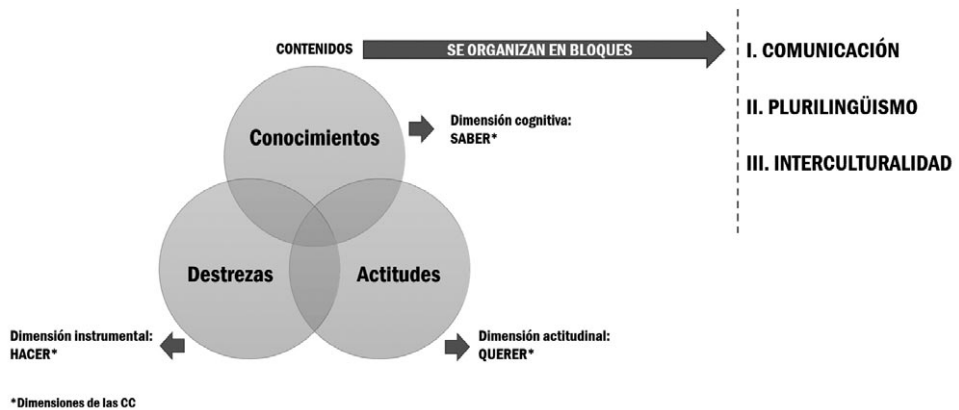 CONTENIDOS
SE ORGANIZAN EN BLOQUES
I. COMUNICACIÓN
II. PLURILINGÜISMO
III. INTERCULTURALIDAD
Conocimientos
Dimensión cognitiva:
SABER*
Destrezas
Actitudes
Dimensión instrumental:
HACER*
Dimensión actitudinal:
QUERER*
*Dimensiones de las CC